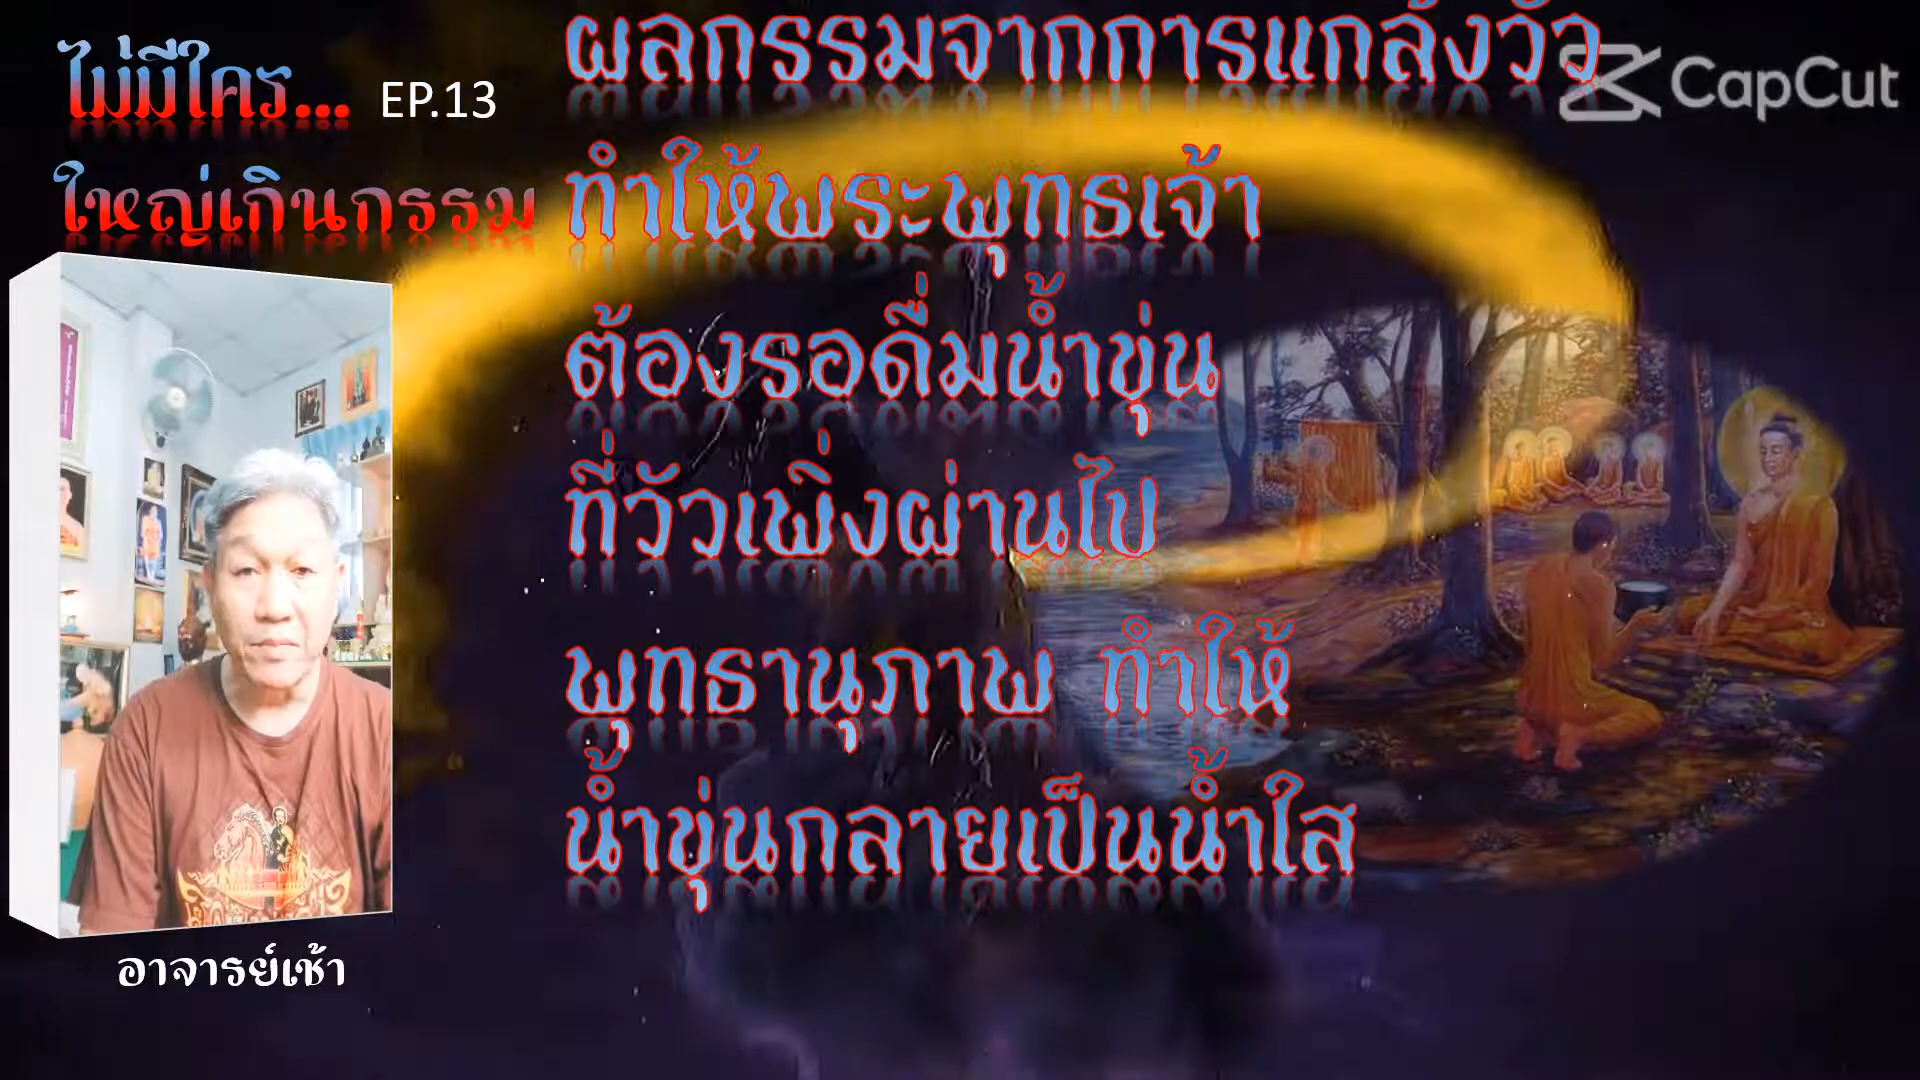 ไม่มีใคร... EP.13
ใหญ่เกินกรรม
ผลกรรมจากการแกล้งวัว
ทำให้พระพุทธเจ้า
ต้องรอดื่มน้ำขุ่น
ที่วัวเพิ่งผ่านไป
พุทธานุภาพ ทำให้
น้ำขุ่นกลายเป็นน้ำใส
CapCut
อาจารย์เช้า